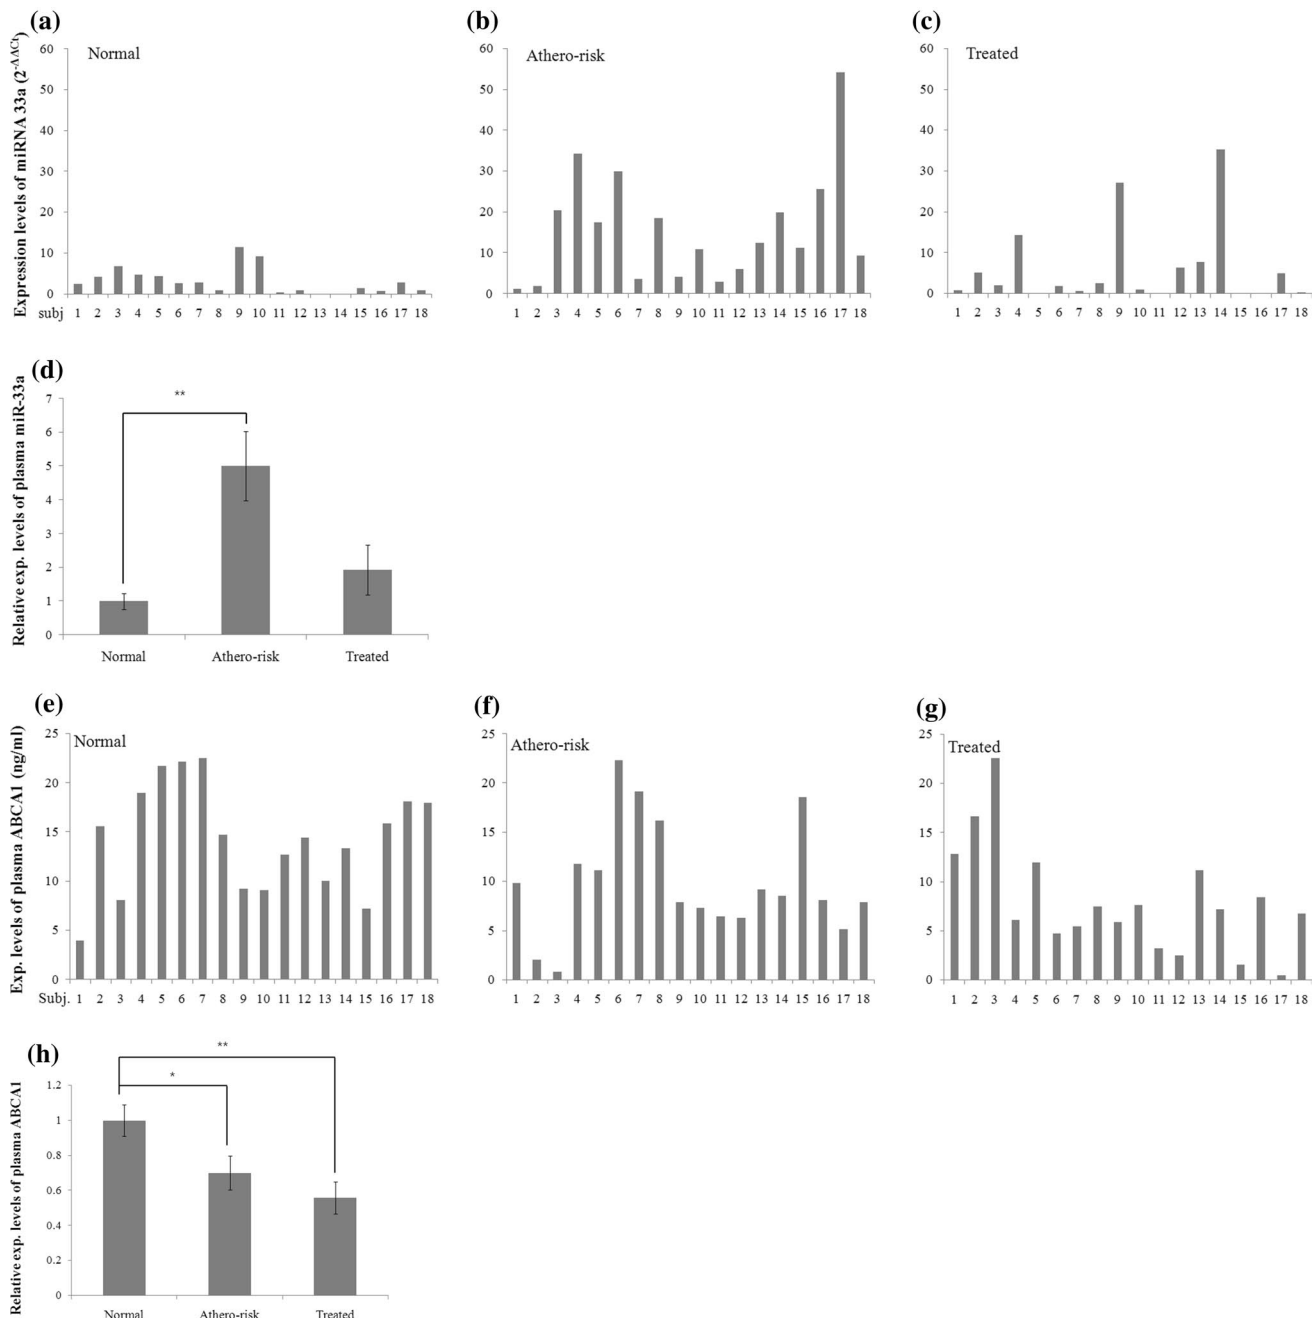 (a)
Normal
Expression levels of miRNA 33a (2^-ΔΔCt)
60
50
40
30
20
10
0
subj 1 2 3 4 5 6 7 8 9 10 11 12 13 14 15 16 17 18
(b)
Athero-risk
60
50
40
30
20
10
0
1 2 3 4 5 6 7 8 9 10 11 12 13 14 15 16 17 18
(c)
Treated
60
50
40
30
20
10
0
1 2 3 4 5 6 7 8 9 10 11 12 13 14 15 16 17 18
(d)
Relative exp. levels of plasma miR-33a
7
6
5
4
3
2
1
0
**
Normal Athero-risk Treated
(e)
Normal
Exp. levels of plasma ABCA1 (ng/ml)
25
20
15
10
5
0
Subj. 1 2 3 4 5 6 7 8 9 10 11 12 13 14 15 16 17 18
(f)
Athero-risk
25
20
15
10
5
0
1 2 3 4 5 6 7 8 9 10 11 12 13 14 15 16 17 18
(g)
Treated
25
20
15
10
5
0
1 2 3 4 5 6 7 8 9 10 11 12 13 14 15 16 17 18
(h)
Relative exp. levels of plasma ABCA1
1.2
1
0.8
0.6
0.4
0.2
0
**
*
Normal Athero-risk Treated